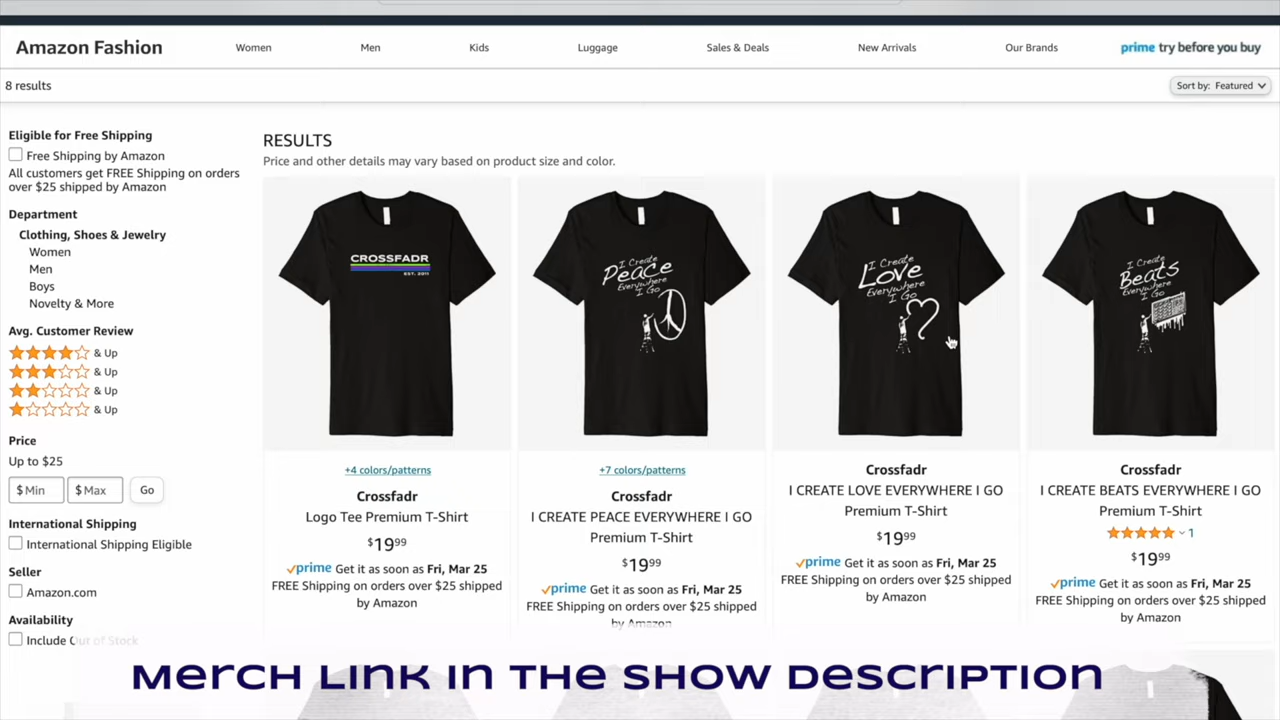 Amazon Fashion
Women
Men
Kids
Luggage
Sales & Deals
New Arrivals
Our Brands
prime try before you buy
8 results
Sort by: Featured
Eligible for Free Shipping
Free Shipping by Amazon
All customers get FREE Shipping on orders
over $25 shipped by Amazon
Department
Clothing, Shoes & Jewelry
Women
Men
Boys
Novelty & More
Avg. Customer Review
& Up
& Up
& Up
& Up
Price
Up to $25
$ Min
$ Max
Go
International Shipping
International Shipping Eligible
Seller
Amazon.com
Availability
Include Out of Stock
RESULTS
Price and other details may vary based on product size and color.
CROSSFADR
EST. 2011
+4 colors/patterns
Crossfadr
Logo Tee Premium T-Shirt
$19.99
prime Get it as soon as Fri, Mar 25
FREE Shipping on orders over $25 shipped
by Amazon
I Create
Peace
Everywhere
I Go
+7 colors/patterns
Crossfadr
I CREATE PEACE EVERYWHERE I GO
Premium T-Shirt
$19.99
prime Get it as soon as Fri, Mar 25
FREE Shipping on orders over $25 shipped
by Amazon
I Create
Love
Everywhere
I Go
Crossfadr
I CREATE LOVE EVERYWHERE I GO
Premium T-Shirt
$19.99
prime Get it as soon as Fri, Mar 25
FREE Shipping on orders over $25 shipped
by Amazon
I Create
Beats
Everywhere
I Go
Crossfadr
I CREATE BEATS EVERYWHERE I GO
Premium T-Shirt
1
$19.99
prime Get it as soon as Fri, Mar 25
FREE Shipping on orders over $25 shipped
by Amazon
Merch Link in the show description